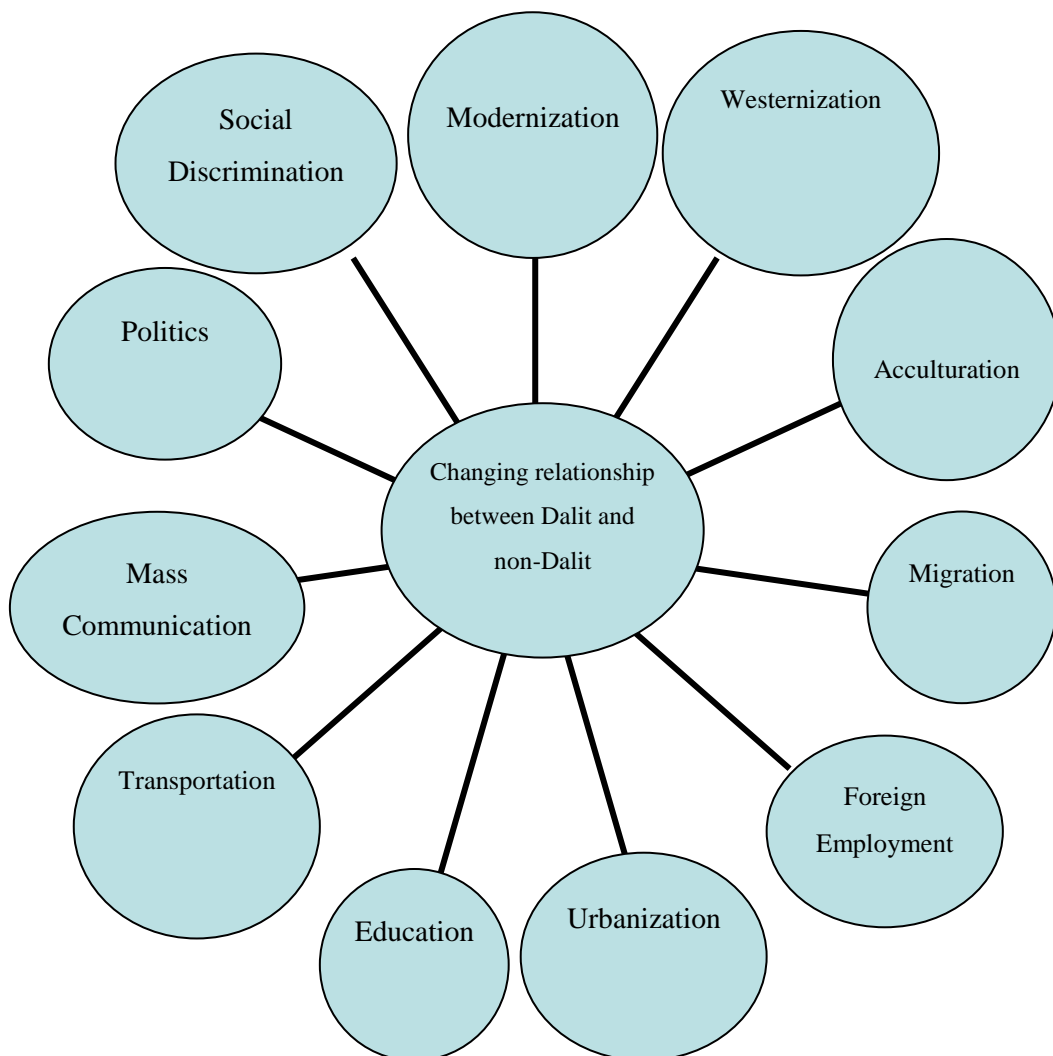 Social
Discrimination
Modernization
Westernization
Politics
Acculturation
Changing relationship
between Dalit and
non-Dalit
Mass
Communication
Migration
Transportation
Foreign
Employment
Education
Urbanization